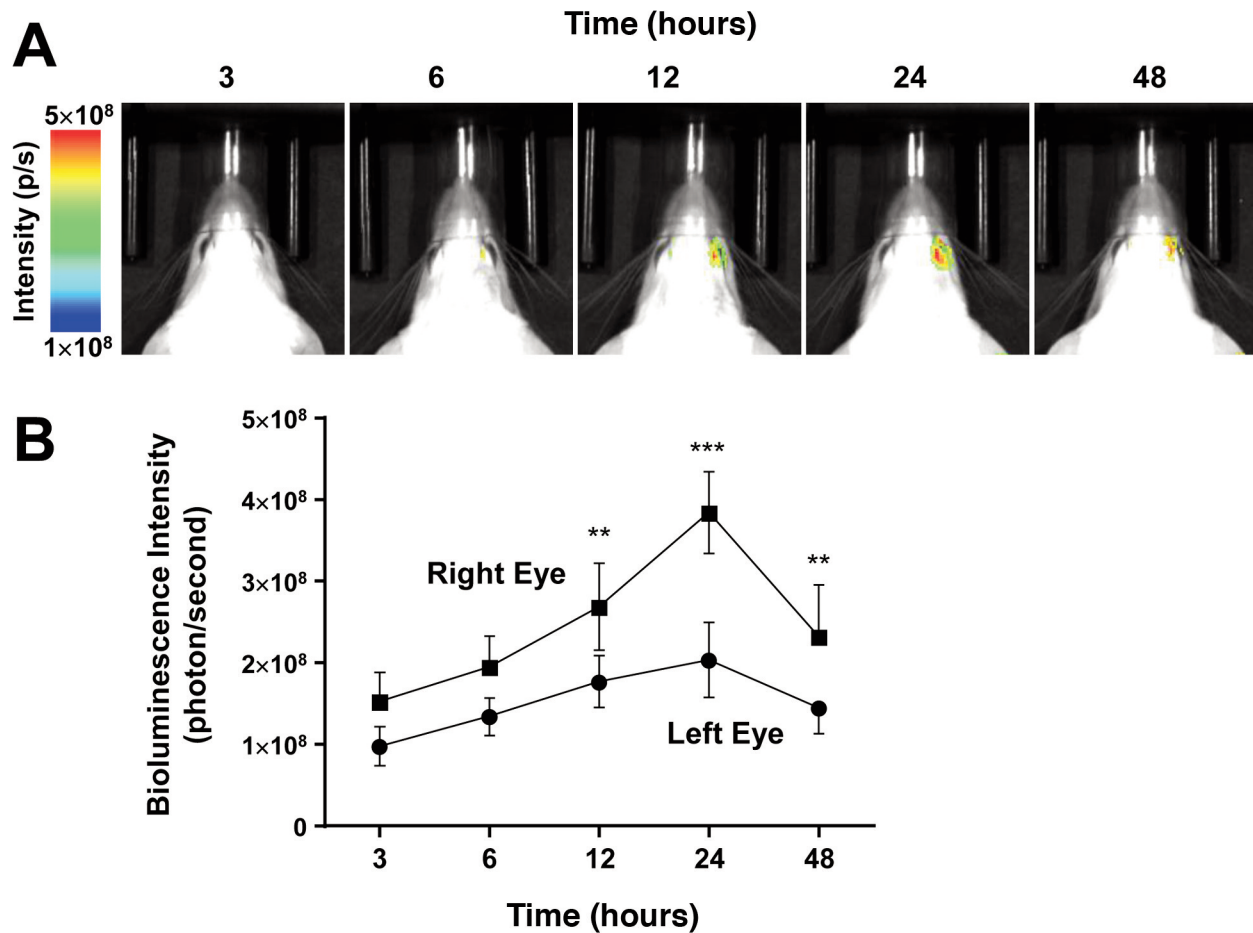 A
Time (hours)
3 6 12 24 48
5×10⁸
Intensity (p/s)
1×10⁸
B
5×10⁸
4×10⁸
3×10⁸
2×10⁸
1×10⁸
0
Bioluminescence Intensity
(photon/second)
Right Eye
Left Eye
**
***
**
3 6 12 24 48
Time (hours)